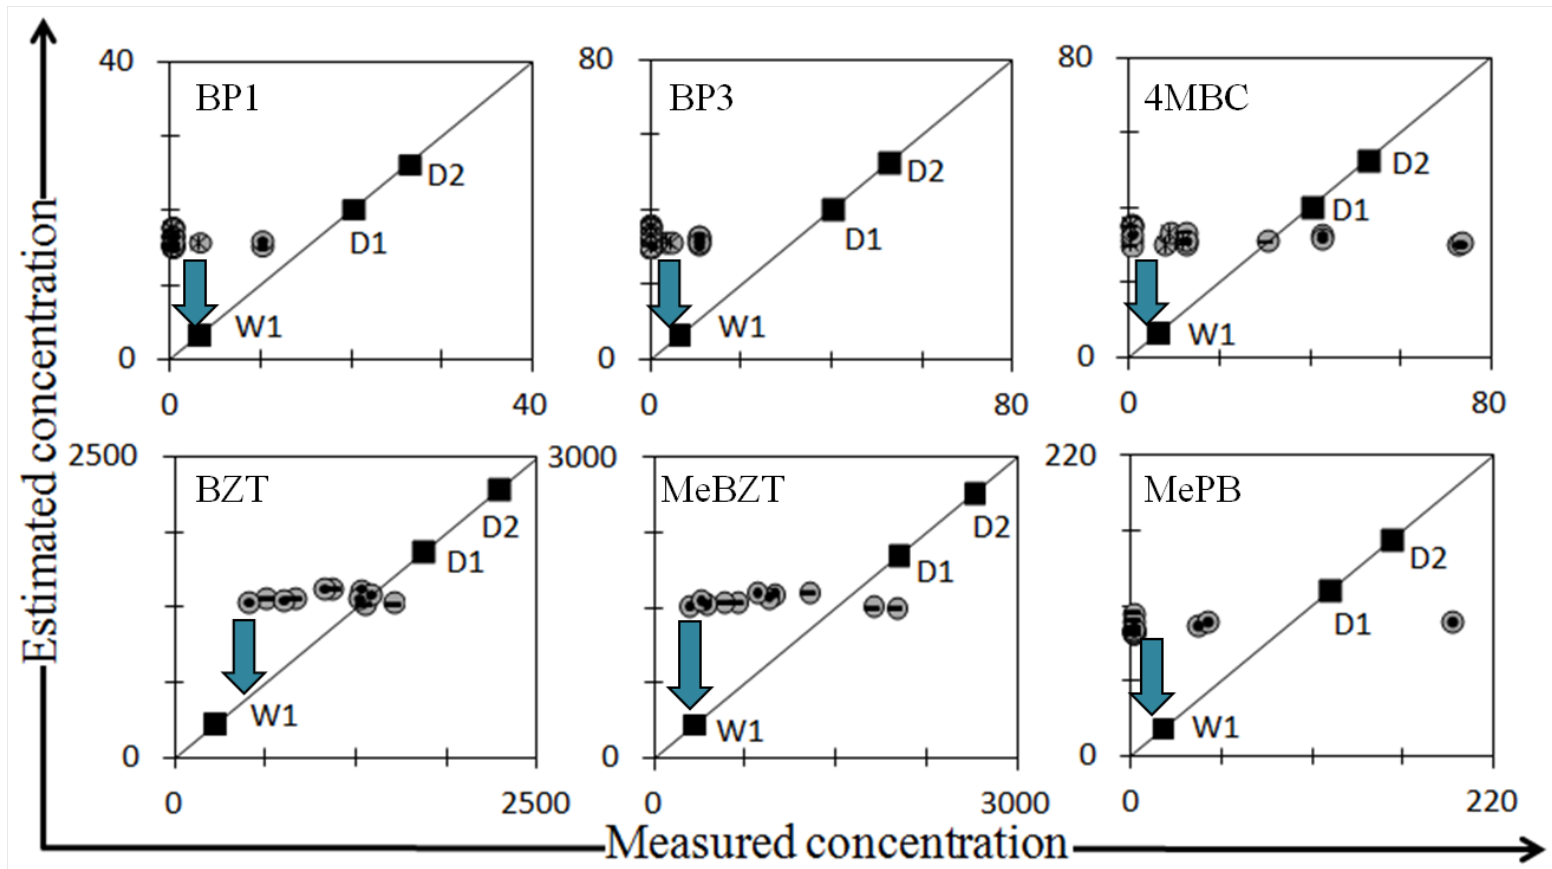 Estimated concentration
40
BP1
D2
D1
W1
0
0
40
80
BP3
D2
D1
W1
0
0
80
80
4MBC
D2
D1
W1
0
0
80
2500
BZT
D2
D1
W1
0
0
2500
3000
MeBZT
D2
D1
W1
0
3000
220
MePB
D2
D1
W1
0
0
220
Measured concentration